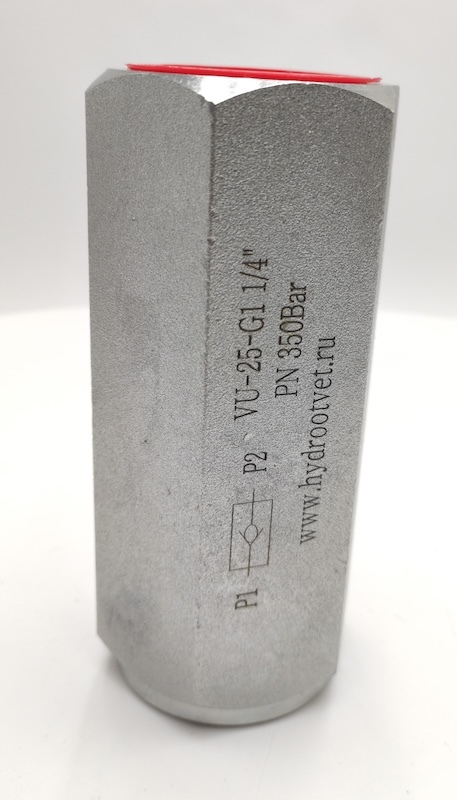 P1 P2 VU-25-G1 1/4"
PN 350Bar
www.hydrootvet.ru